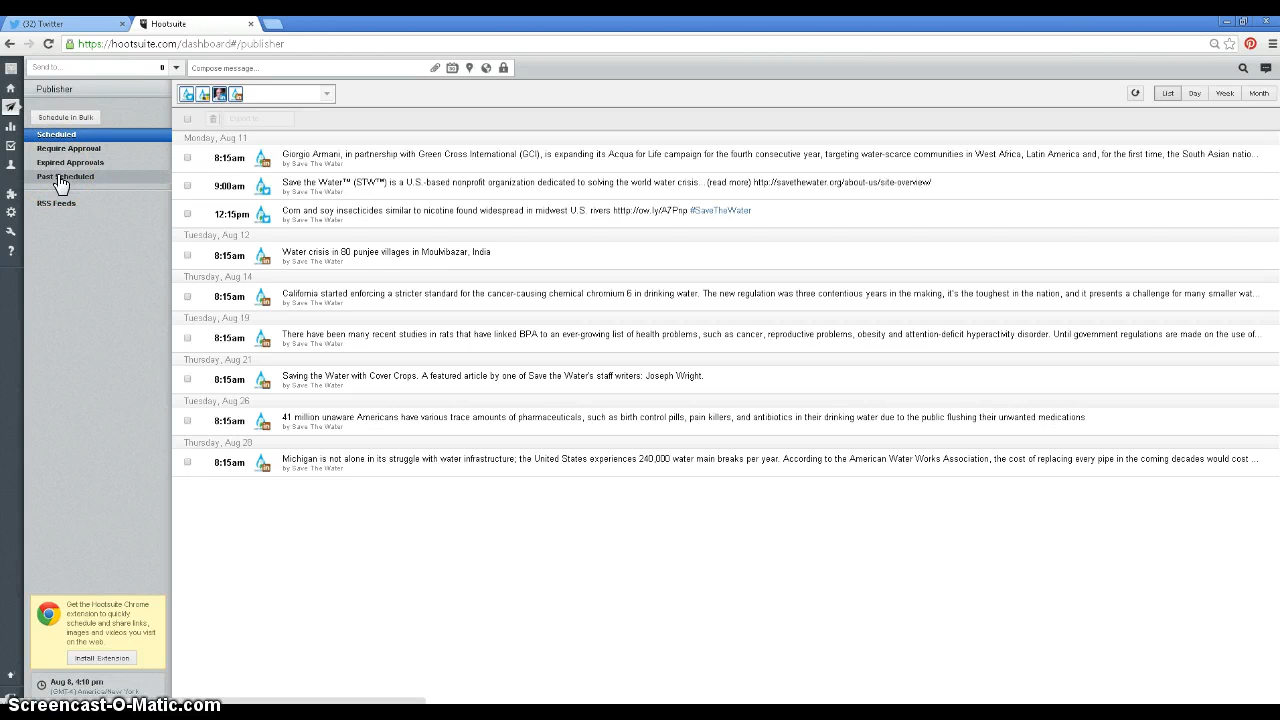 (32) Twitter
Hootsuite
https://hootsuite.com/dashboard#/publisher
Send to...
0
Compose message...
Publisher
Schedule in Bulk
Scheduled
Require Approval
Expired Approvals
Past Scheduled
RSS Feeds
List Day Week Month
Export to...
Monday, Aug 11
8:15am Giorgio Armani, in partnership with Green Cross International (GCI), is expanding its Acqua for Life campaign for the fourth consecutive year, targeting water-scarce communities in West Africa, Latin America and, for the first time, the South Asian natio...
by Save The Water
9:00am Save the Water™ (STW™) is a U.S.-based nonprofit organization dedicated to solving the world water crisis...(read more) http://savethewater.org/about-us/site-overview/
by Save The Water
12:15pm Corn and soy insecticides similar to nicotine found widespread in midwest U.S. rivers htttp://ow.ly/A7Pnp #SaveTheWater
by Save The Water
Tuesday, Aug 12
8:15am Water crisis in 80 punjee villages in Moulvibazar, India
by Save The Water
Thursday, Aug 14
8:15am California started enforcing a stricter standard for the cancer-causing chemical chromium 6 in drinking water. The new regulation was three contentious years in the making, it's the toughest in the nation, and it presents a challenge for many smaller wat...
by Save The Water
Tuesday, Aug 19
8:15am There have been many recent studies in rats that have linked BPA to an ever-growing list of health problems, such as cancer, reproductive problems, obesity and attention-deficit hyperactivity disorder. Until government regulations are made on the use of...
by Save The Water
Thursday, Aug 21
8:15am Saving the Water with Cover Crops. A featured article by one of Save the Water's staff writers: Joseph Wright.
by Save The Water
Tuesday, Aug 26
8:15am 41 million unaware Americans have various trace amounts of pharmaceuticals, such as birth control pills, pain killers, and antibiotics in their drinking water due to the public flushing their unwanted medications
by Save The Water
Thursday, Aug 28
8:15am Michigan is not alone in its struggle with water infrastructure; the United States experiences 240,000 water main breaks per year. According to the American Water Works Association, the cost of replacing every pipe in the coming decades would cost ...
by Save The Water
Get the Hootsuite Chrome
extension to quickly
schedule and share links,
images and videos you visit
on the web.
Install Extension
Aug 8, 4:18 pm
(GMT-4) America/New York
Screencast-O-Matic.com